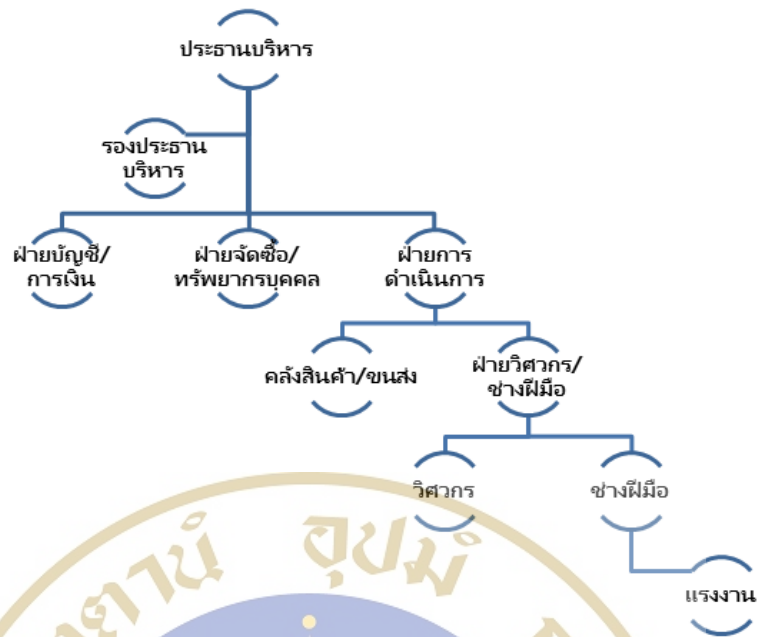 ประธานบริหาร
รองประธาน
บริหาร
ฝ่ายบัญชี/
การเงิน
ฝ่ายจัดซื้อ/
ทรัพยากรบุคคล
ฝ่ายการ
ดำเนินการ
คลังสินค้า/ขนส่ง
ฝ่ายวิศวกร/
ช่างฝีมือ
วิศวกร
ช่างฝีมือ
แรงงาน
อุปมํ